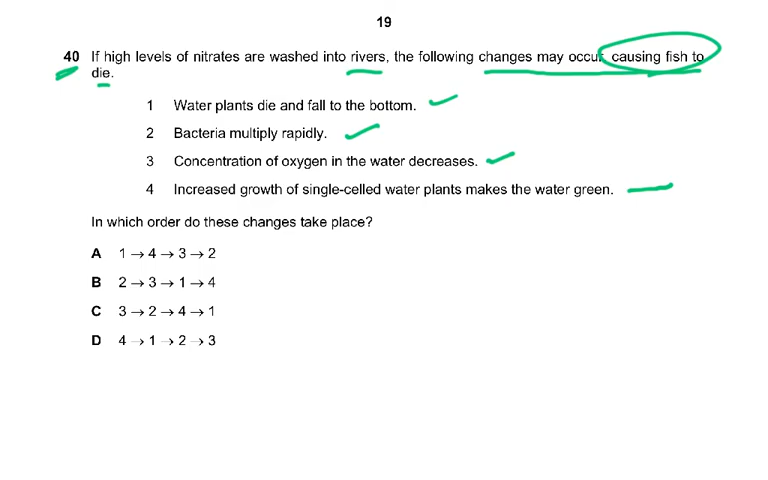 19
40 If high levels of nitrates are washed into rivers, the following changes may occur, causing fish to
die.
1 Water plants die and fall to the bottom.
2 Bacteria multiply rapidly.
3 Concentration of oxygen in the water decreases.
4 Increased growth of single-celled water plants makes the water green.
In which order do these changes take place?
A 1 → 4 → 3 → 2
B 2 → 3 → 1 → 4
C 3 → 2 → 4 → 1
D 4 → 1 → 2 → 3